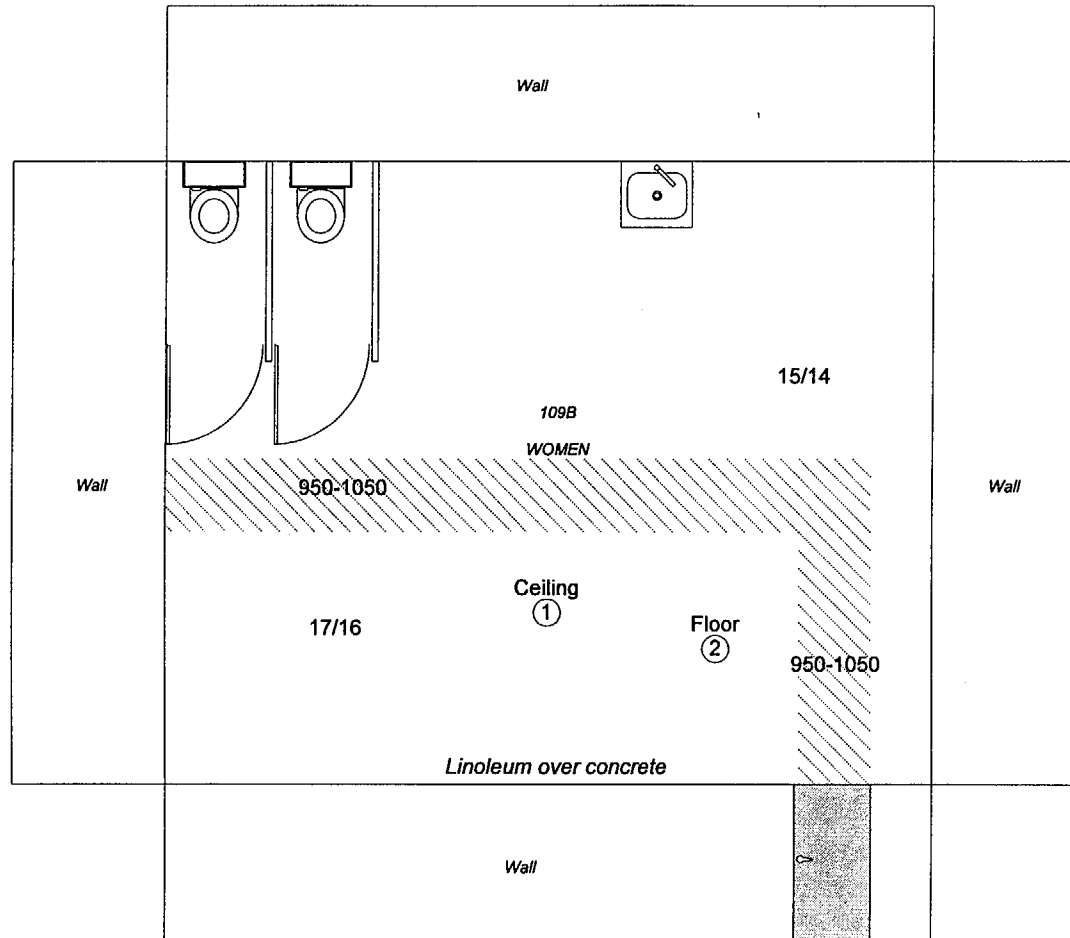 Wall
15/14
109B
WOMEN
Wall
950-1050
Wall
Ceiling
1
17/16
Floor
2
950-1050
Linoleum over concrete
Wall